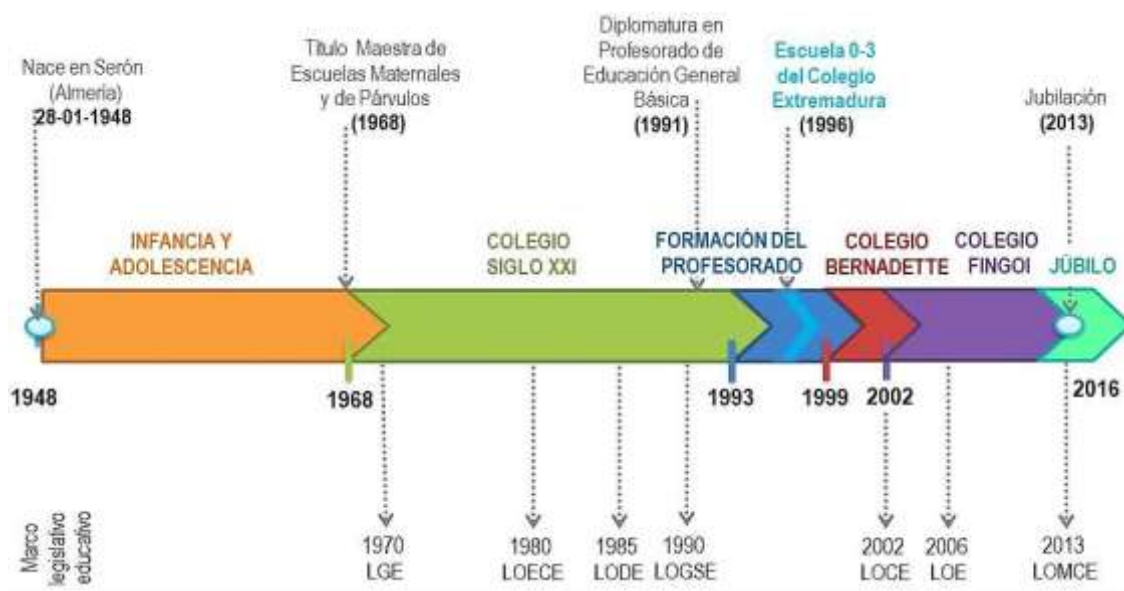 Nace en Serón
(Almería)
28-01-1948
Título Maestra de
Escuelas Maternales
y de Párvulos
(1968)
Diplomatura en
Profesorado de
Educación General
Básica
(1991)
Escuela 0-3
del Colegio
Extremadura
(1996)
Jubilación
(2013)
INFANCIA Y
ADOLESCENCIA
COLEGIO
SIGLO XXI
FORMACIÓN DEL
PROFESORADO
COLEGIO
BERNADETTE
COLEGIO
FINGOI
JÚBILO
1948
1968
1993
1999
2002
2016
Marco
legislativo
educativo
1970
LGE
1980
LOECE
1985
LODE
1990
LOGSE
2002
LOCE
2006
LOE
2013
LOMCE